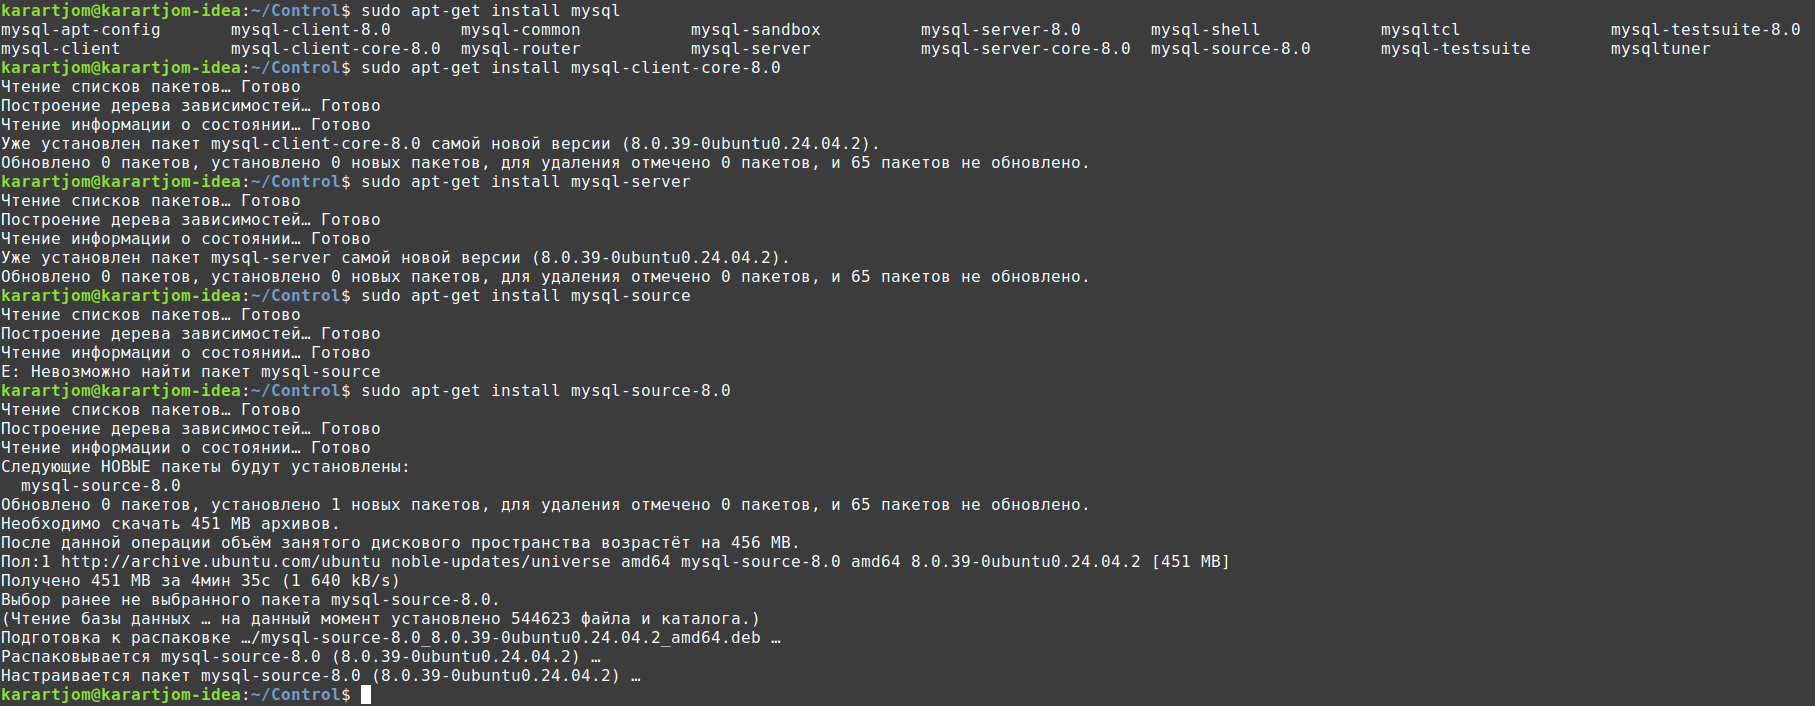 karartjom@karartjom-idea:~/Control$ sudo apt-get install mysql
mysql-apt-config       mysql-client-8.0       mysql-common           mysql-sandbox          mysql-server-8.0       mysql-shell            mysqltcl               mysql-testsuite-8.0
mysql-client           mysql-client-core-8.0  mysql-router           mysql-server           mysql-server-core-8.0  mysql-source-8.0       mysql-testsuite        mysqltuner
karartjom@karartjom-idea:~/Control$ sudo apt-get install mysql-client-core-8.0
Чтение списков пакетов… Готово
Построение дерева зависимостей… Готово
Чтение информации о состоянии… Готово
Уже установлен пакет mysql-client-core-8.0 самой новой версии (8.0.39-0ubuntu0.24.04.2).
Обновлено 0 пакетов, установлено 0 новых пакетов, для удаления отмечено 0 пакетов, и 65 пакетов не обновлено.
karartjom@karartjom-idea:~/Control$ sudo apt-get install mysql-server
Чтение списков пакетов… Готово
Построение дерева зависимостей… Готово
Чтение информации о состоянии… Готово
Уже установлен пакет mysql-server самой новой версии (8.0.39-0ubuntu0.24.04.2).
Обновлено 0 пакетов, установлено 0 новых пакетов, для удаления отмечено 0 пакетов, и 65 пакетов не обновлено.
karartjom@karartjom-idea:~/Control$ sudo apt-get install mysql-source
Чтение списков пакетов… Готово
Построение дерева зависимостей… Готово
Чтение информации о состоянии… Готово
E: Невозможно найти пакет mysql-source
karartjom@karartjom-idea:~/Control$ sudo apt-get install mysql-source-8.0
Чтение списков пакетов… Готово
Построение дерева зависимостей… Готово
Чтение информации о состоянии… Готово
Следующие НОВЫЕ пакеты будут установлены:
  mysql-source-8.0
Обновлено 0 пакетов, установлено 1 новых пакетов, для удаления отмечено 0 пакетов, и 65 пакетов не обновлено.
Необходимо скачать 451 MB архивов.
После данной операции объём занятого дискового пространства возрастёт на 456 MB.
Пол:1 http://archive.ubuntu.com/ubuntu noble-updates/universe amd64 mysql-source-8.0 amd64 8.0.39-0ubuntu0.24.04.2 [451 MB]
Получено 451 MB за 4мин 35с (1 640 kB/s)
Выбор ранее не выбранного пакета mysql-source-8.0.
(Чтение базы данных … на данный момент установлено 544623 файла и каталога.)
Подготовка к распаковке …/mysql-source-8.0_8.0.39-0ubuntu0.24.04.2_amd64.deb …
Распаковывается mysql-source-8.0 (8.0.39-0ubuntu0.24.04.2) …
Настраивается пакет mysql-source-8.0 (8.0.39-0ubuntu0.24.04.2) …
karartjom@karartjom-idea:~/Control$